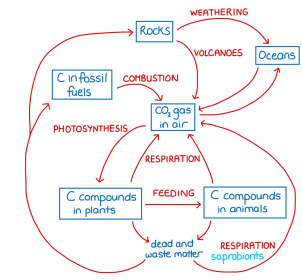 WEATHERING
Rocks
VOLCANOES
Oceans
C in fossil
fuels
COMBUSTION
CO2 gas
in air
PHOTOSYNTHESIS
RESPIRATION
C compounds
in plants
FEEDING
C compounds
in animals
dead and
waste matter
RESPIRATION
saprobionts